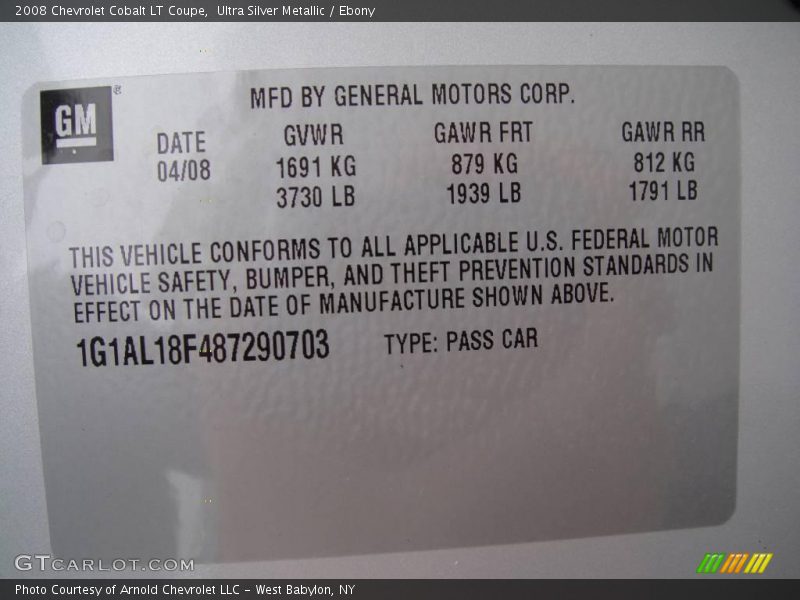 2008 Chevrolet Cobalt LT Coupe,  Ultra Silver Metallic / Ebony
GM ®
MFD BY GENERAL MOTORS CORP.
DATE GVWR GAWR FRT GAWR RR
04/08 1691 KG 879 KG 812 KG
3730 LB 1939 LB 1791 LB
THIS VEHICLE CONFORMS TO ALL APPLICABLE U.S. FEDERAL MOTOR
VEHICLE SAFETY, BUMPER, AND THEFT PREVENTION STANDARDS IN
EFFECT ON THE DATE OF MANUFACTURE SHOWN ABOVE.
1G1AL18F487290703 TYPE: PASS CAR
GTCARLOT.COM
Photo Courtesy of Arnold Chevrolet LLC - West Babylon, NY